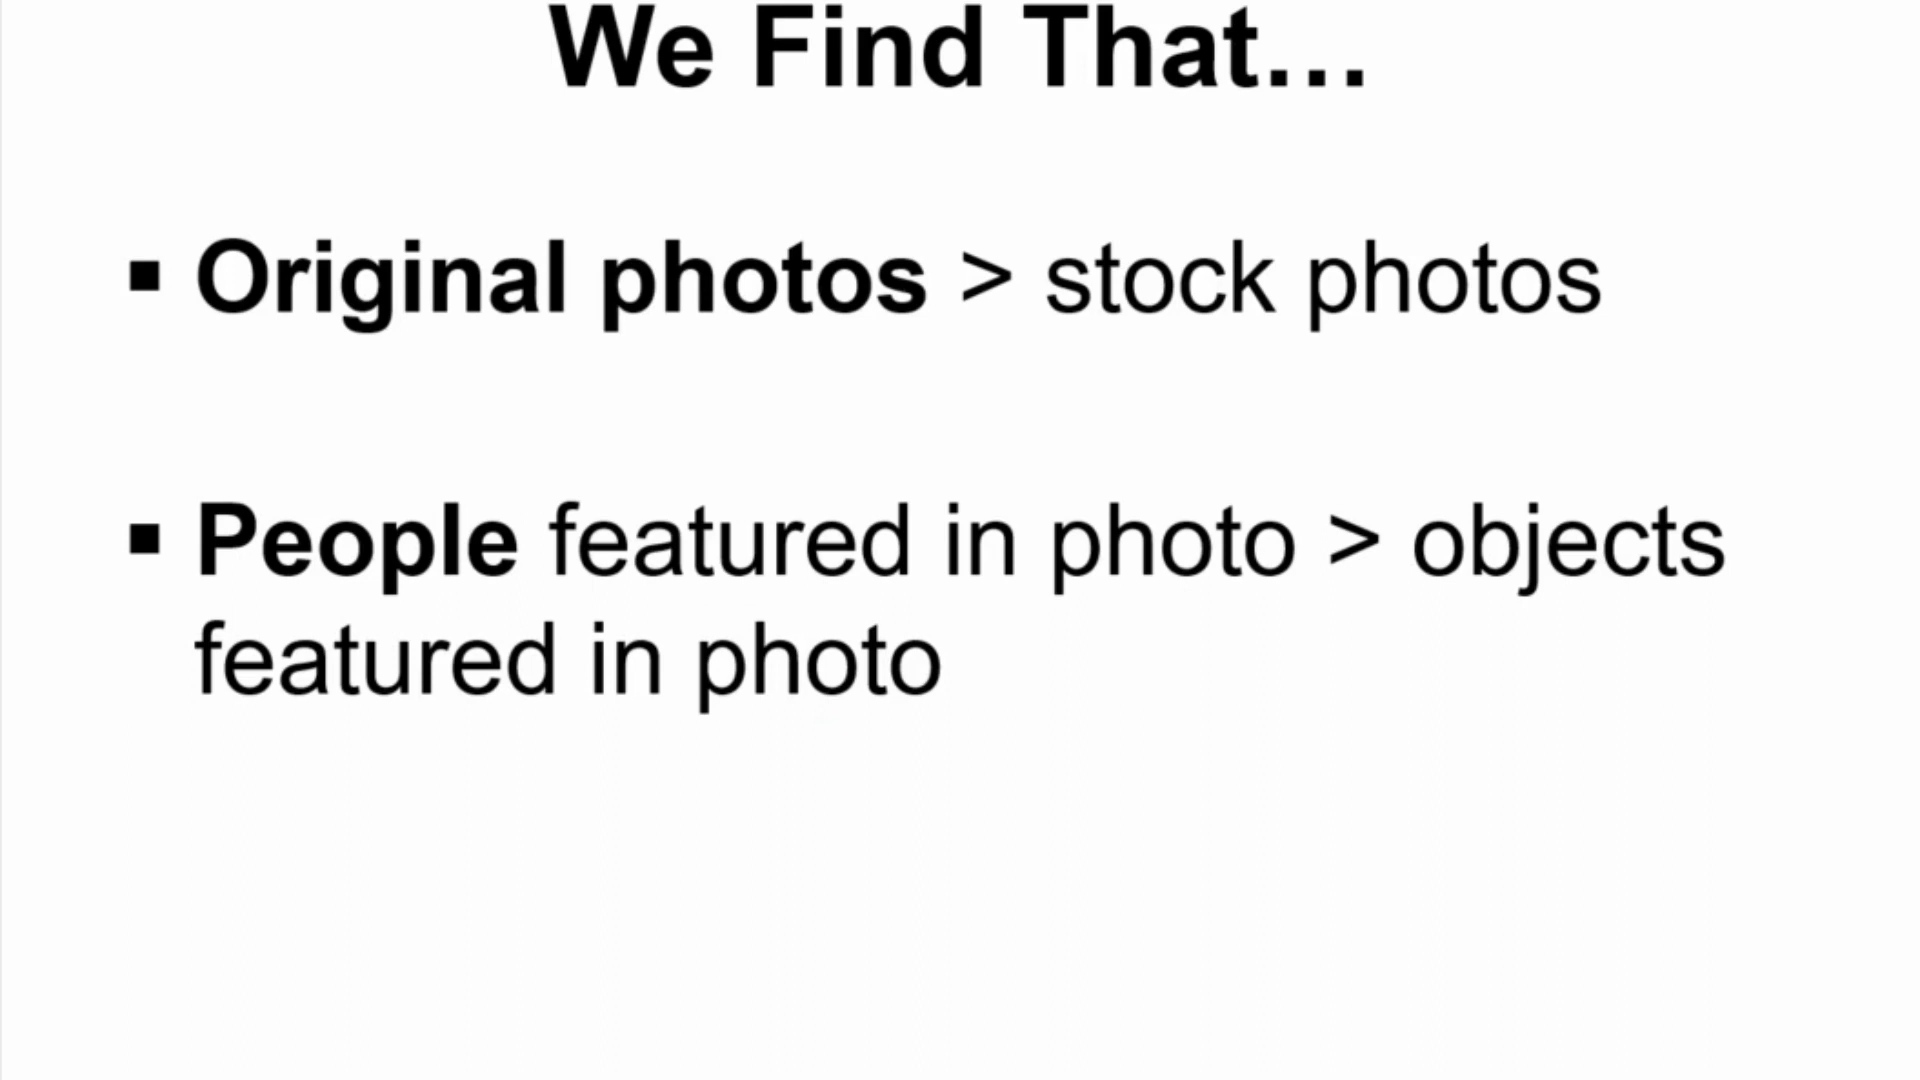 We Find That…
▪ Original photos > stock photos
▪ People featured in photo > objects
featured in photo